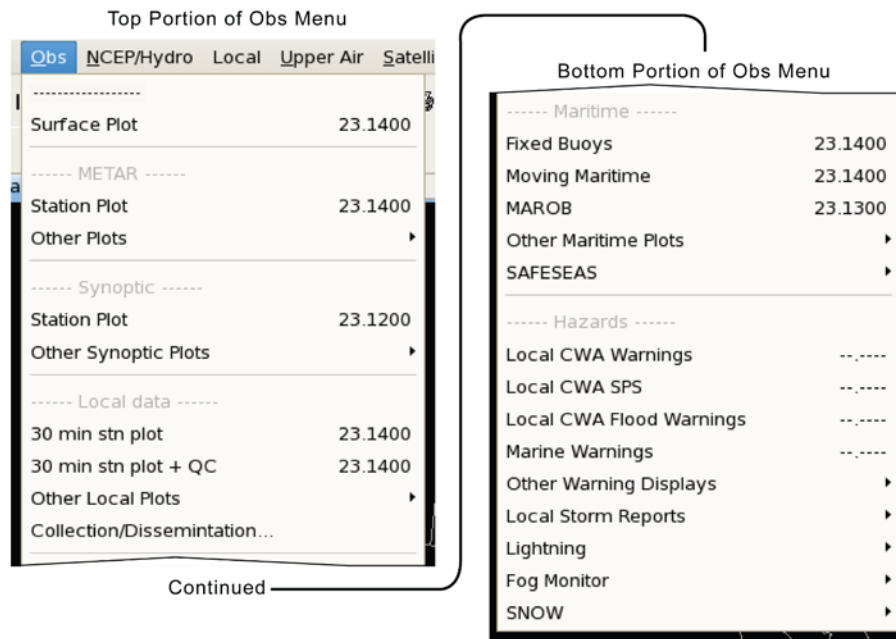 Top Portion of Obs Menu
Obs NCEP/Hydro Local Upper Air Satelli
------------------
Surface Plot 23.1400
------ METAR ------
Station Plot 23.1400
Other Plots
------ Synoptic ------
Station Plot 23.1200
Other Synoptic Plots
------ Local data ------
30 min stn plot 23.1400
30 min stn plot + QC 23.1400
Other Local Plots
Collection/Dissemintation...
Continued
Bottom Portion of Obs Menu
------ Maritime ------
Fixed Buoys 23.1400
Moving Maritime 23.1400
MAROB 23.1300
Other Maritime Plots
SAFESEAS
------ Hazards ------
Local CWA Warnings --.----
Local CWA SPS --.----
Local CWA Flood Warnings --.----
Marine Warnings --.----
Other Warning Displays
Local Storm Reports
Lightning
Fog Monitor
SNOW